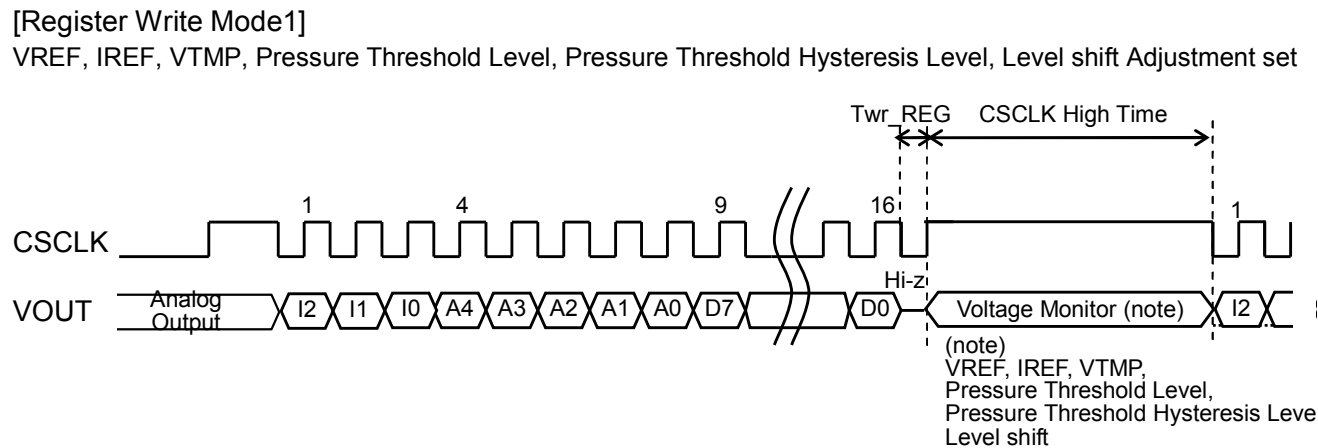 [Register Write Mode1]
VREF, IREF, VTMP, Pressure Threshold Level, Pressure Threshold Hysteresis Level, Level shift Adjustment set
Twr_REG CSCLK High Time
1 4 9 16 1
CSCLK
Hi-z
VOUT Analog Output I2 I1 I0 A4 A3 A2 A1 A0 D7 D0 Voltage Monitor (note) I2
(note)
VREF, IREF, VTMP,
Pressure Threshold Level,
Pressure Threshold Hysteresis Leve
Level shift